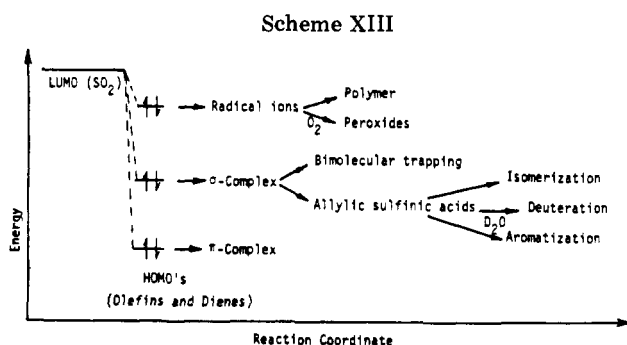 Scheme XIII
LUMO (SO2)
Radical ions
Polymer
O2
Peroxides
σ-Complex
Bimolecular trapping
Allylic sulfinic acids
Isomerization
D2O
Deuteration
Aromatization
π-Complex
HOMO's
(Olefins and Dienes)
Energy
Reaction Coordinate